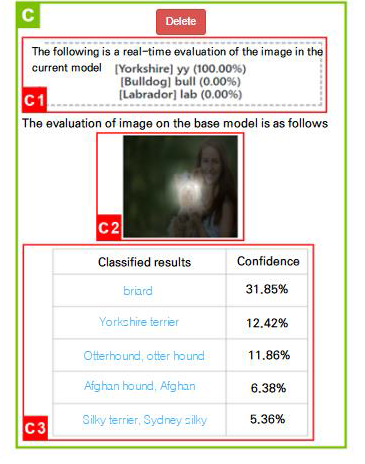 C
Delete
The following is a real-time evaluation of the image in the
current model [Yorkshire] yy (100.00%)
[Bulldog] bull (0.00%)
[Labrador] lab (0.00%)
C1
The evaluation of image on the base model is as follows
C2
Classified results Confidence
briard 31.85%
Yorkshire terrier 12.42%
Otterhound, otter hound 11.86%
Afghan hound, Afghan 6.38%
Silky terrier, Sydney silky 5.36%
C3